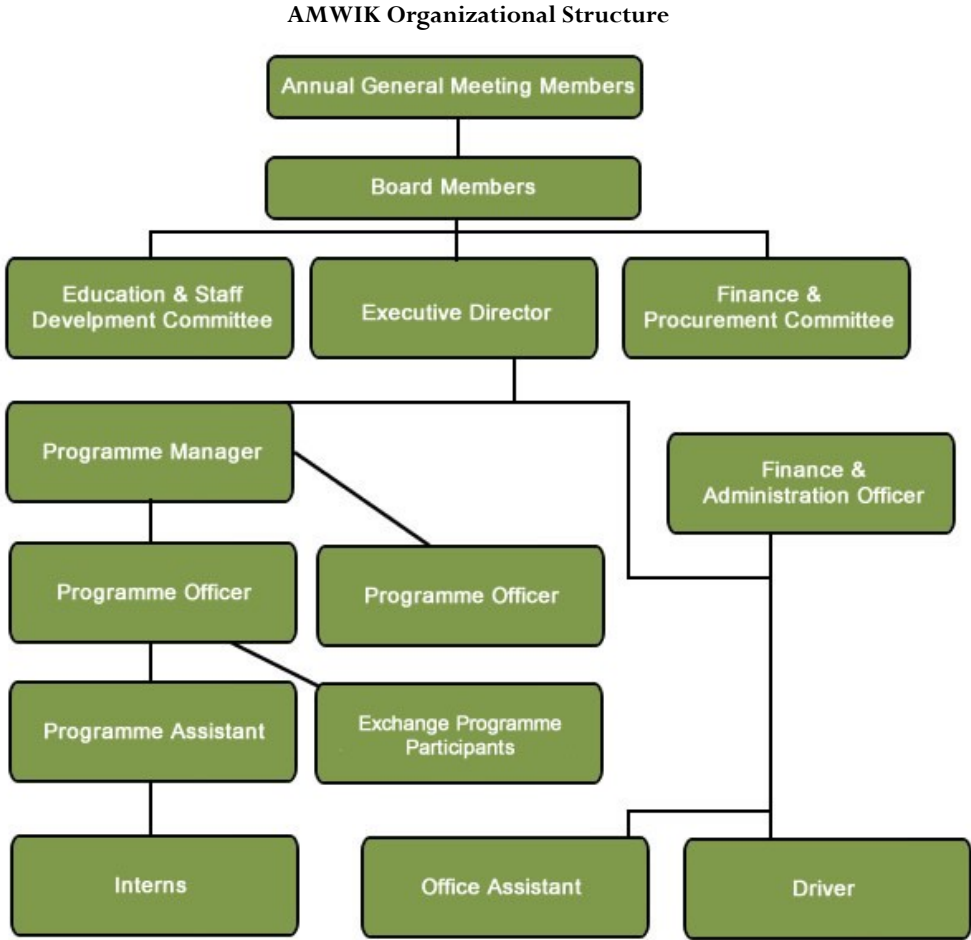 AMWIK Organizational Structure
Annual General Meeting Members
Board Members
Education & Staff
Develpment Committee
Executive Director
Finance &
Procurement Committee
Programme Manager
Finance &
Administration Officer
Programme Officer
Programme Officer
Programme Assistant
Exchange Programme
Participants
Interns
Office Assistant
Driver